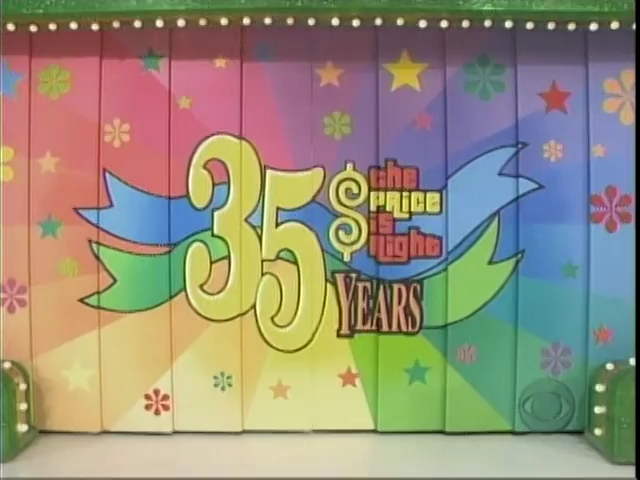 35
$
the
PRICE
is
Right
YEARS